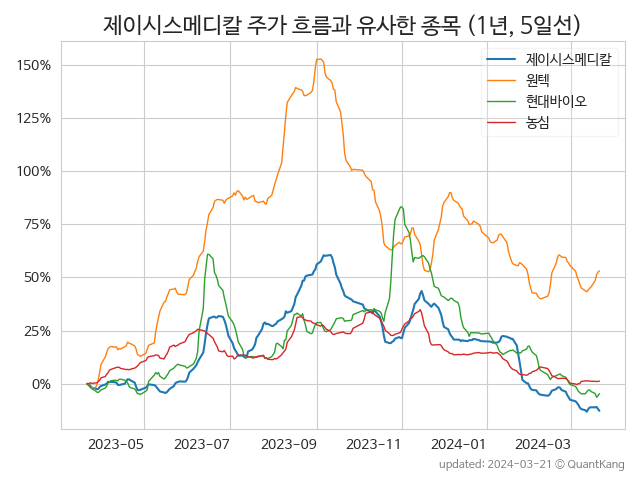 제이시스메디칼 주가 흐름과 유사한 종목 (1년, 5일선)
제이시스메디칼
원텍
현대바이오
농심
150%
125%
100%
75%
50%
25%
0%
2023-05 2023-07 2023-09 2023-11 2024-01 2024-03
updated: 2024-03-21 © QuantKang